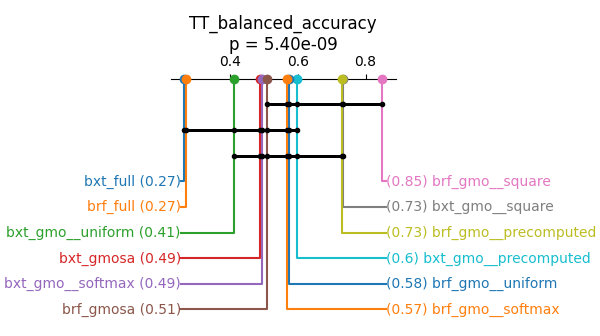 TT_balanced_accuracy
p = 5.40e-09
0.4 0.6 0.8
bxt_full (0.27)
(0.85) brf_gmo__square
brf_full (0.27)
(0.73) bxt_gmo__square
bxt_gmo__uniform (0.41)
(0.73) brf_gmo__precomputed
bxt_gmosa (0.49)
(0.6) bxt_gmo__precomputed
bxt_gmo__softmax (0.49)
(0.58) brf_gmo__uniform
brf_gmosa (0.51)
(0.57) brf_gmo__softmax